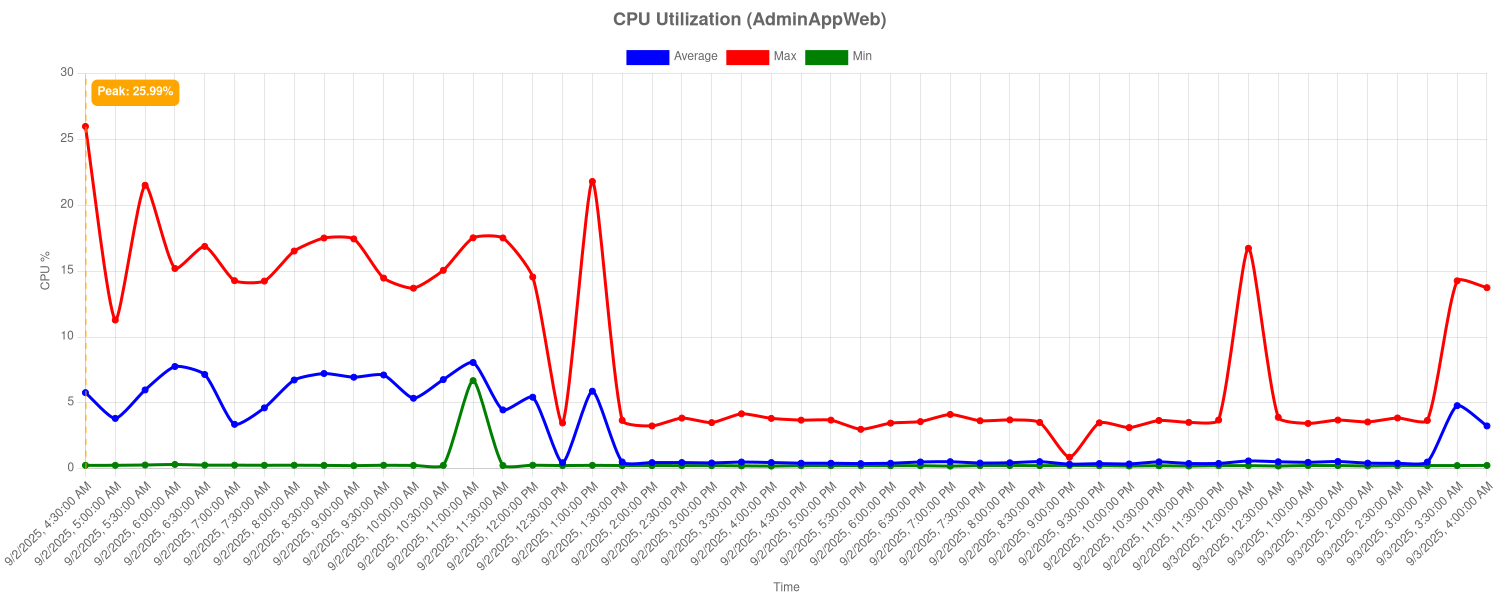 CPU Utilization (AdminAppWeb)
Average Max Min
30
Peak: 25.99%
25
20
15
10
5
0
CPU %
9/2/2025, 4:30:00 AM
9/2/2025, 5:00:00 AM
9/2/2025, 5:30:00 AM
9/2/2025, 6:00:00 AM
9/2/2025, 6:30:00 AM
9/2/2025, 7:00:00 AM
9/2/2025, 7:30:00 AM
9/2/2025, 8:00:00 AM
9/2/2025, 8:30:00 AM
9/2/2025, 9:00:00 AM
9/2/2025, 9:30:00 AM
9/2/2025, 10:00:00 AM
9/2/2025, 10:30:00 AM
9/2/2025, 11:00:00 AM
9/2/2025, 11:30:00 AM
9/2/2025, 12:00:00 PM
9/2/2025, 12:30:00 PM
9/2/2025, 1:00:00 PM
9/2/2025, 1:30:00 PM
9/2/2025, 2:00:00 PM
9/2/2025, 2:30:00 PM
9/2/2025, 3:00:00 PM
9/2/2025, 3:30:00 PM
9/2/2025, 4:00:00 PM
9/2/2025, 4:30:00 PM
9/2/2025, 5:00:00 PM
9/2/2025, 5:30:00 PM
9/2/2025, 6:00:00 PM
9/2/2025, 6:30:00 PM
9/2/2025, 7:00:00 PM
9/2/2025, 7:30:00 PM
9/2/2025, 8:00:00 PM
9/2/2025, 8:30:00 PM
9/2/2025, 9:00:00 PM
9/2/2025, 9:30:00 PM
9/2/2025, 10:00:00 PM
9/2/2025, 10:30:00 PM
9/2/2025, 11:00:00 PM
9/2/2025, 11:30:00 PM
9/3/2025, 12:00:00 AM
9/3/2025, 12:30:00 AM
9/3/2025, 1:00:00 AM
9/3/2025, 1:30:00 AM
9/3/2025, 2:00:00 AM
9/3/2025, 2:30:00 AM
9/3/2025, 3:00:00 AM
9/3/2025, 3:30:00 AM
9/3/2025, 4:00:00 AM
Time